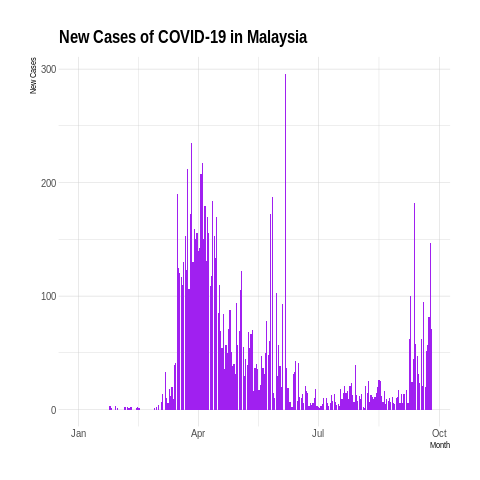 New Cases of COVID-19 in Malaysia
New Cases
300
200
100
0
Jan Apr Jul Oct
Month